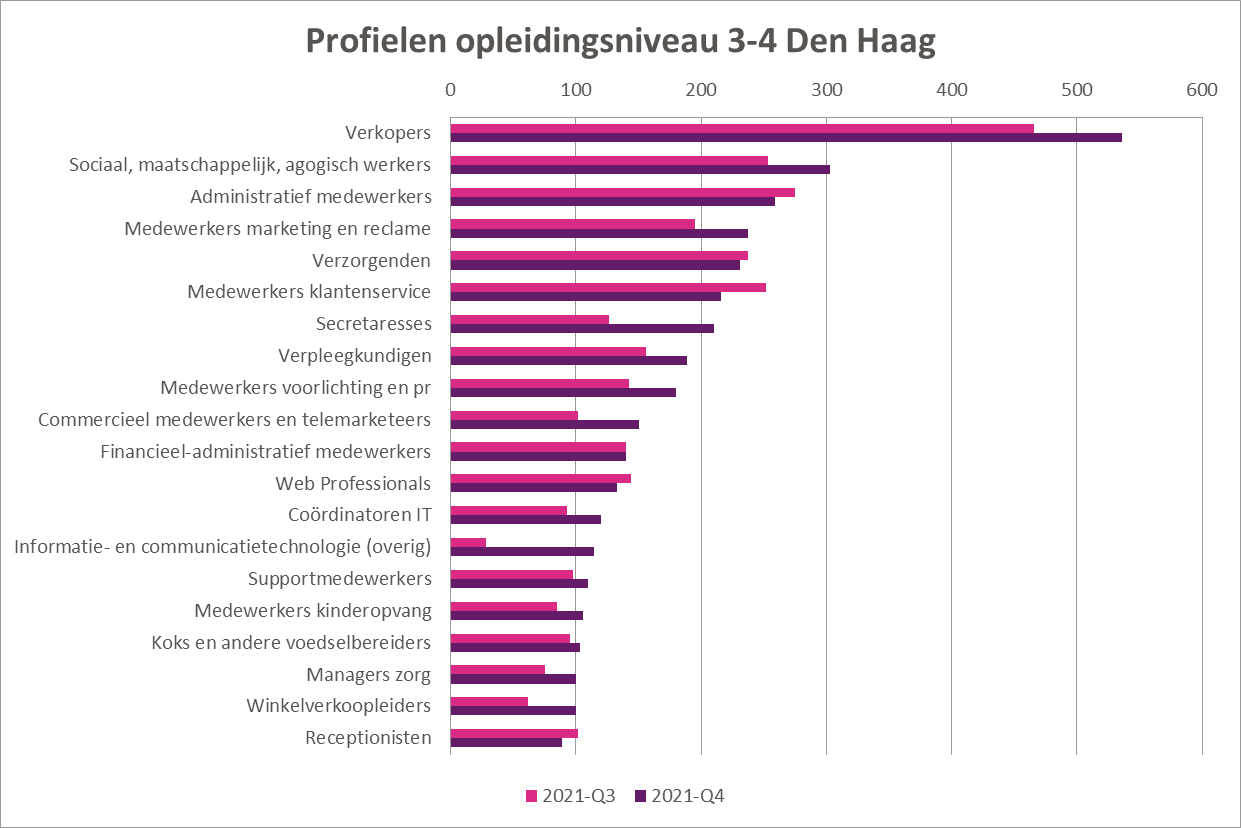 Profielen opleidingsniveau 3-4 Den Haag
0 100 200 300 400 500 600
Verkopers
Sociaal, maatschappelijk, agogisch werkers
Administratief medewerkers
Medewerkers marketing en reclame
Verzorgenden
Medewerkers klantenservice
Secretaresses
Verpleegkundigen
Medewerkers voorlichting en pr
Commercieel medewerkers en telemarketeers
Financieel-administratief medewerkers
Web Professionals
Coördinatoren IT
Informatie- en communicatietechnologie (overig)
Supportmedewerkers
Medewerkers kinderopvang
Koks en andere voedselbereiders
Managers zorg
Winkelverkoopleiders
Receptionisten
2021-Q3 2021-Q4